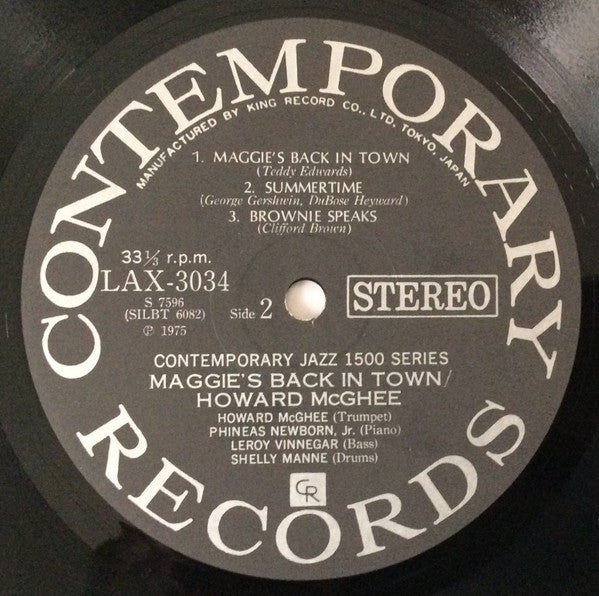 CONTEMPORARY RECORDS
MANUFACTURED BY KING RECORD CO., LTD, TOKYO, JAPAN
1. MAGGIE'S BACK IN TOWN
(Teddy Edwards)
2. SUMMERTIME
(George Gershwin, DuBose Heyward)
3. BROWNIE SPEAKS
(Clifford Brown)
33 1/3 r.p.m.
LAX-3034
S 7596
(SILBT 6082)
℗ 1975
Side 2
STEREO
CONTEMPORARY JAZZ 1500 SERIES
MAGGIE'S BACK IN TOWN/
HOWARD McGHEE
HOWARD McGHEE (Trumpet)
PHINEAS NEWBORN, Jr. (Piano)
LEROY VINNEGAR (Bass)
SHELLY MANNE (Drums)
CR